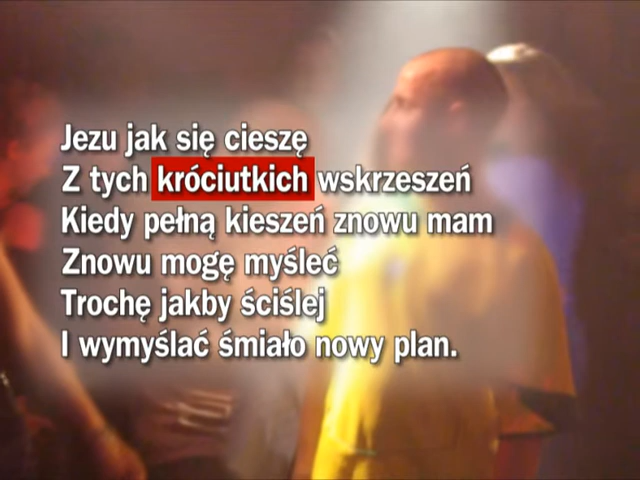 Jezu jak się cieszę
Z tych króciutkich wskrzeszeń
Kiedy pełną kieszeń znowu mam
Znowu mogę myśleć
Trochę jakby ściślej
I wymyślać śmiało nowy plan.